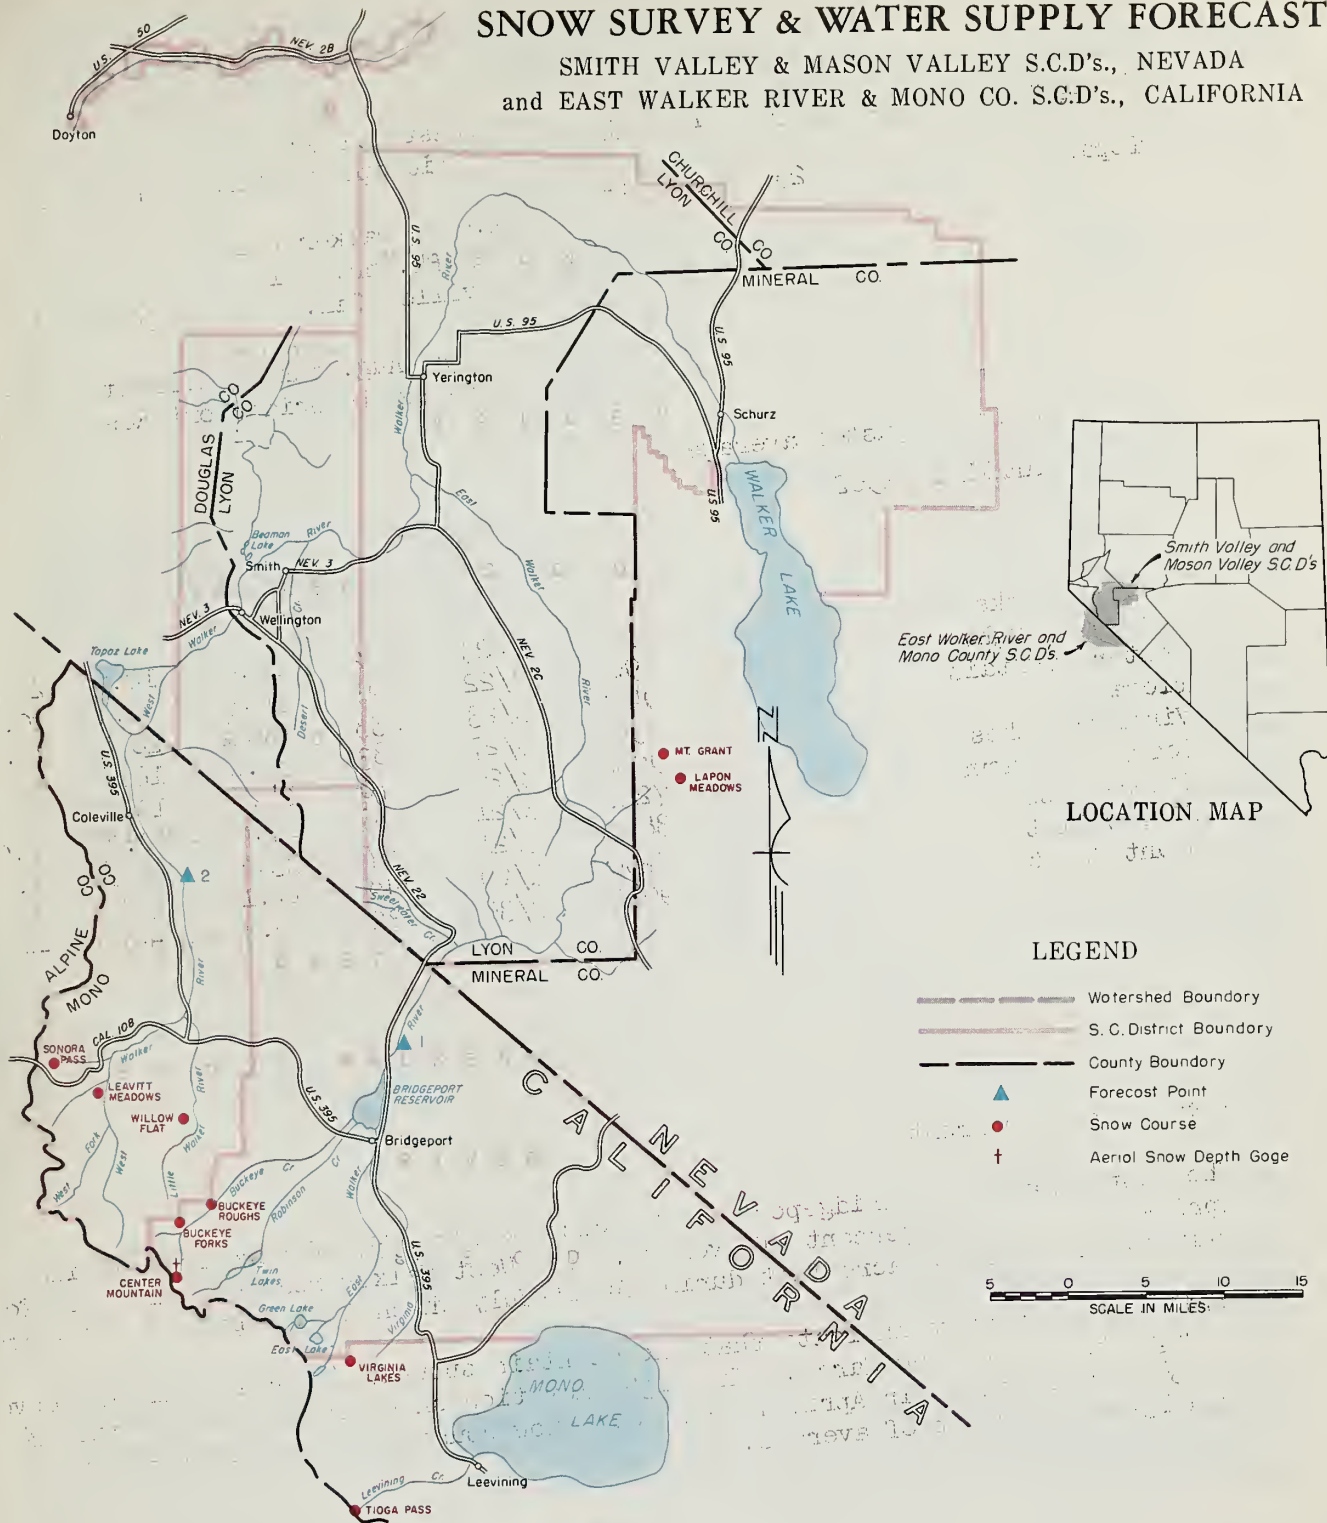 SNOW SURVEY & WATER SUPPLY FORECAST
SMITH VALLEY & MASON VALLEY S.C.D's., NEVADA
and EAST WALKER RIVER & MONO CO. S.C.D's., CALIFORNIA
U.S. 50
NEV. 2B
Dayton
CHURCHILL CO
LYON CO.
MINERAL CO.
U.S. 95
River
U.S. 95
U.S. 95
Yerington
Walker
Schurz
CO
CO
DOUGLAS
LYON
U.S. 95
WALKER
LAKE
East
Walker
River
Beaman
Lake
River
Smith
NEV. 3
NEV. 3
Wellington
Cr.
Desert
Walker
West
Topaz Lake
NEV. 2C
Smith Valley and
Mason Valley S.C.D's
East Walker River and
Mono County S.C.D's.
LOCATION MAP
MT. GRANT
LAPON
MEADOWS
U.S. 395
Coleville
2
NEV. 22
Sweetwater Cr.
CO
CO
ALPINE
MONO
LYON CO.
MINERAL CO.
River
River
1
CAL 108
SONORA
PASS
Walker
LEAVITT
MEADOWS
WILLOW
FLAT
River
Walker
Little
West Fork
West
U.S. 395
BRIDGEPORT
RESERVOIR
Bridgeport
Buckeye Cr
Robinson Cr
Walker
East
BUCKEYE
ROUGHS
BUCKEYE
FORKS
CENTER
MOUNTAIN
Twin
Lakes
Green Lake
East Lake
Virginia Cr
U.S. 395
VIRGINIA
LAKES
MONO
LAKE
Leevining Cr.
Leevining
TIOGA PASS
NEVADA
CALIFORNIA
LEGEND
Watershed Boundary
S. C. District Boundary
County Boundary
Forecast Point
Snow Course
Aerial Snow Depth Gage
5 0 5 10 15
SCALE IN MILES